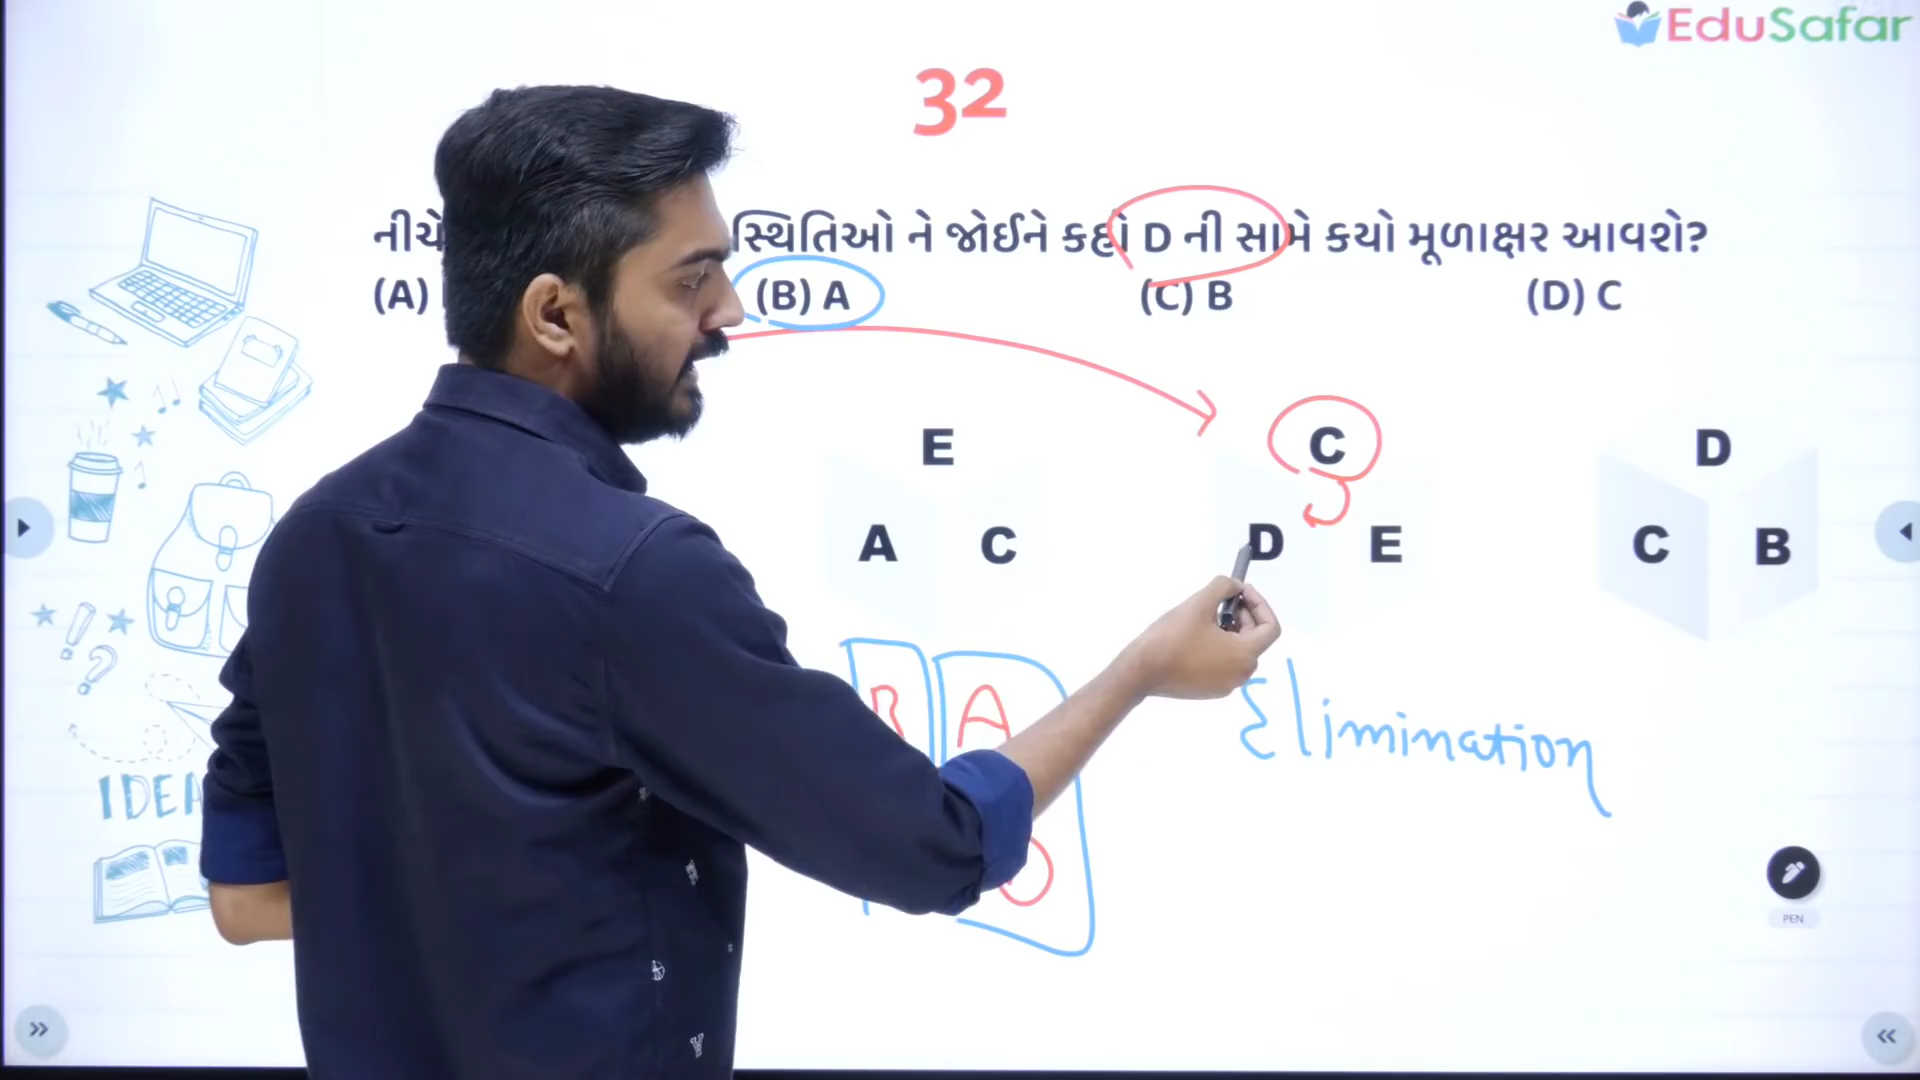 EduSafar
32
નીચે સ્થિતિઓ ને જોઈને કહો D ની સામે કયો મૂળાક્ષર આવશે?
(A) (B) A (C) B (D) C
E C D
A C D E C B
B A
Elimination
D
IDEA
PEN